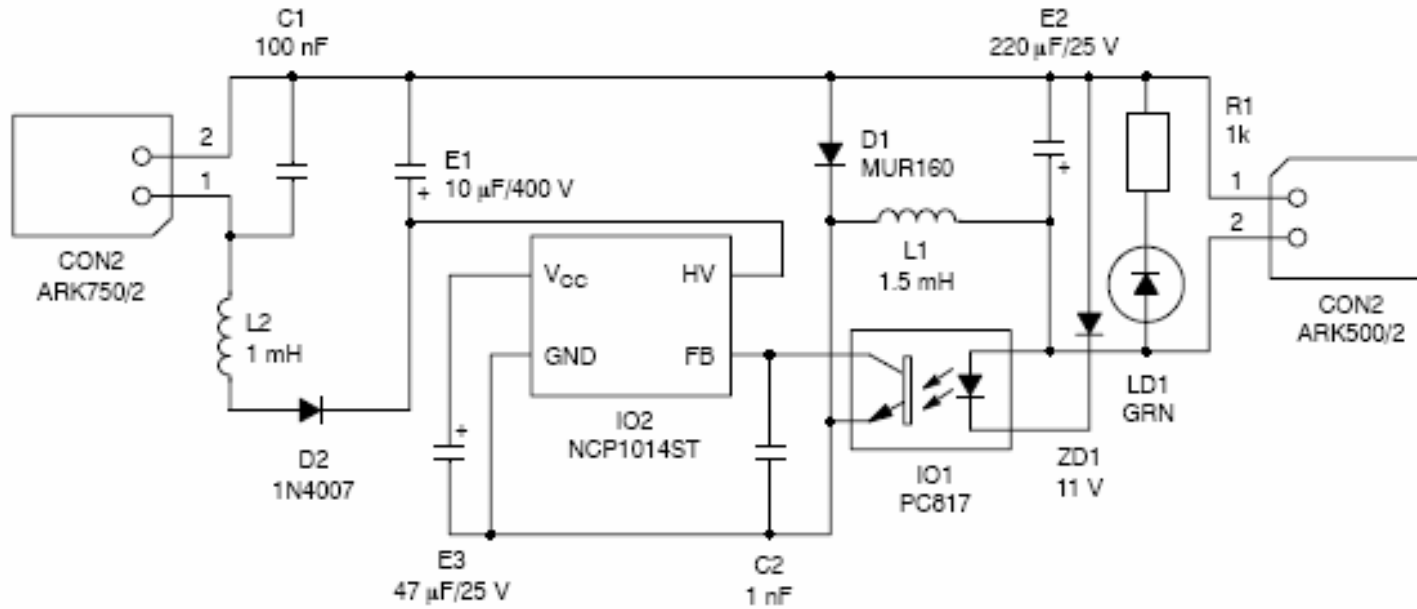 C1
100 nF
E2
220 µF/25 V
2
1
CON2
ARK750/2
E1
+
10 µF/400 V
D1
MUR160
+
R1
1k
1
2
CON2
ARK500/2
L2
1 mH
VCC
HV
GND
FB
IO2
NCP1014ST
L1
1.5 mH
LD1
GRN
D2
1N4007
+
IO1
PC817
ZD1
11 V
E3
47 µF/25 V
C2
1 nF